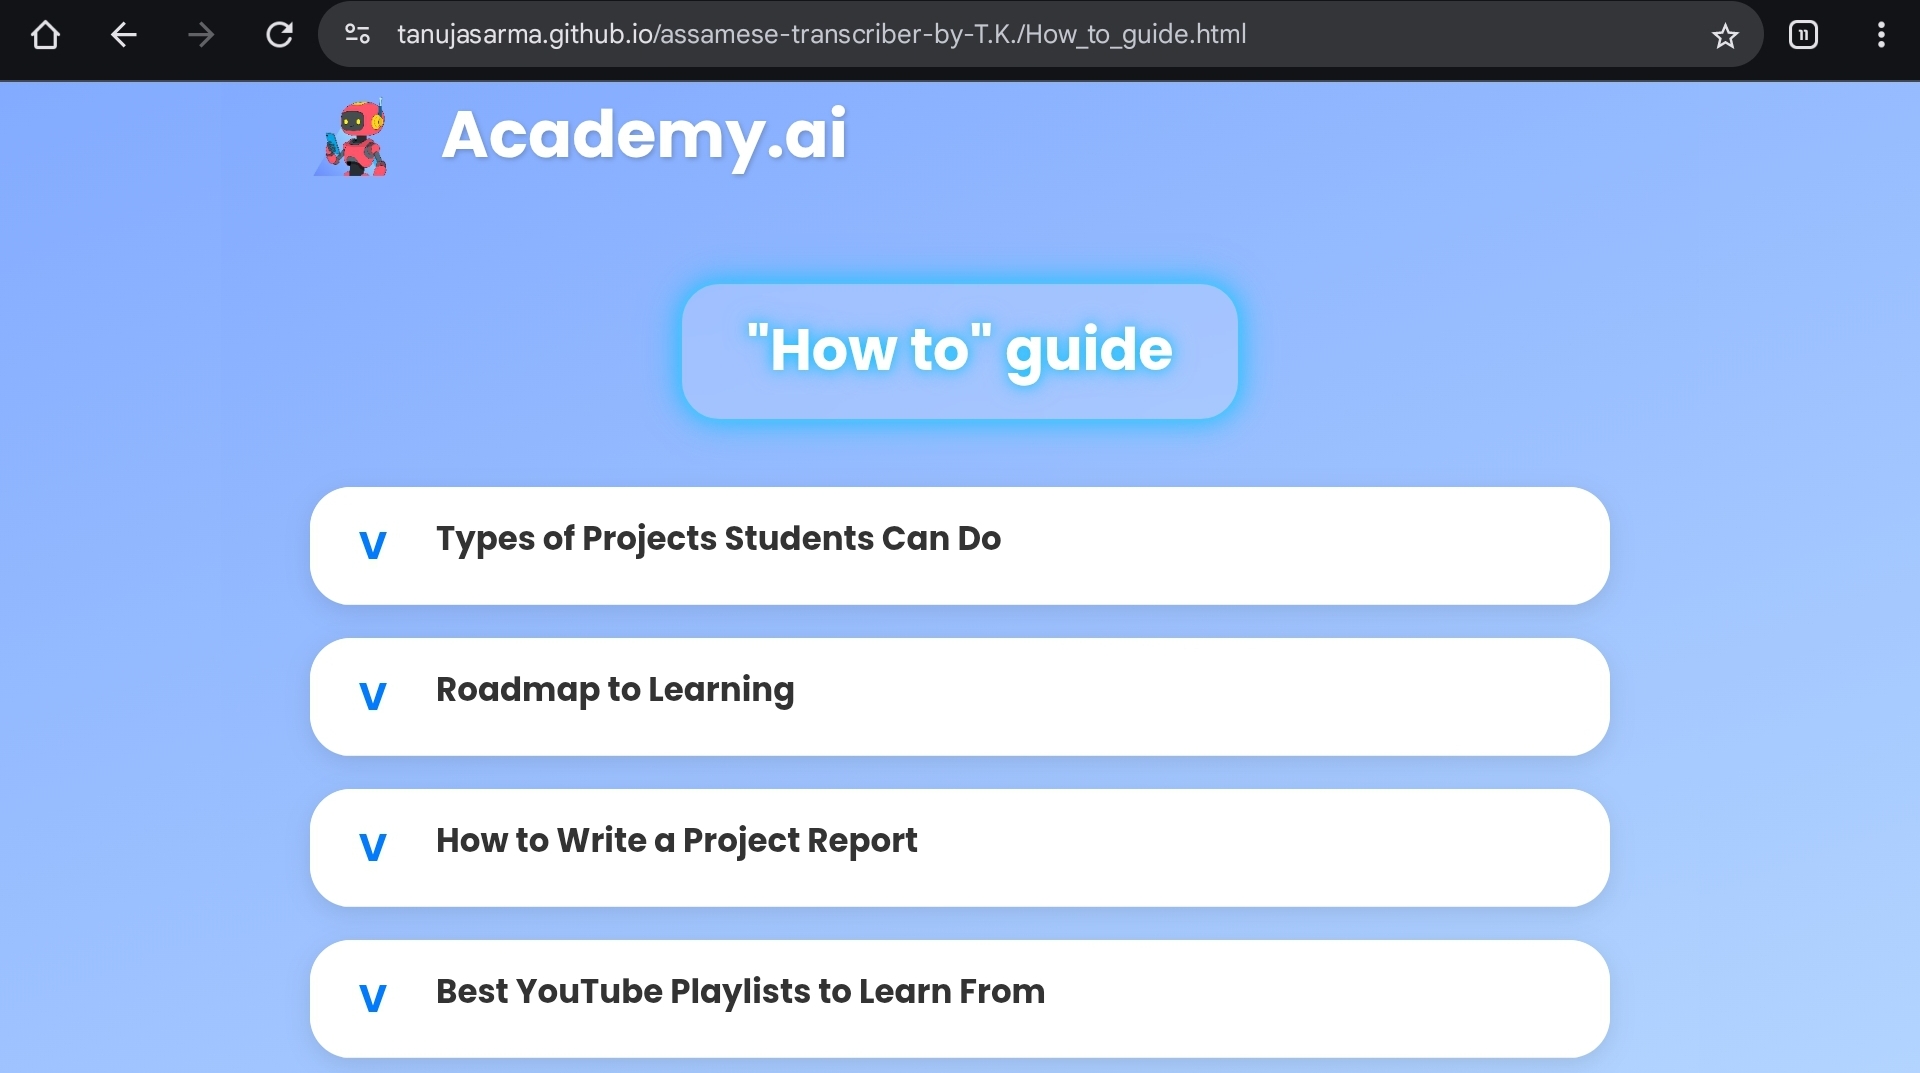 tanujasarma.github.io/assamese-transcriber-by-T.K./How_to_guide.html
11
Academy.ai
"How to" guide
V Types of Projects Students Can Do
V Roadmap to Learning
V How to Write a Project Report
V Best YouTube Playlists to Learn From